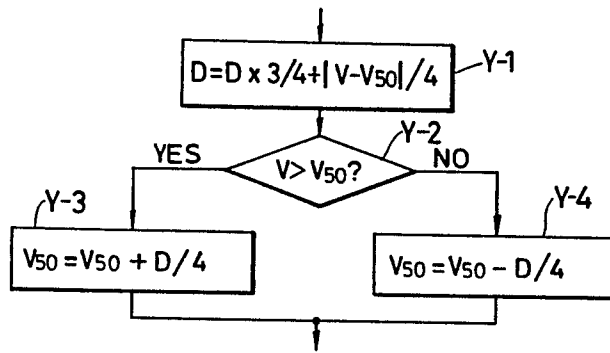 D=D x 3/4+|V-V50|/4
Y-1
Y-2
YES
V>V50?
NO
Y-3
Y-4
V50=V50 + D/4
V50=V50 - D/4